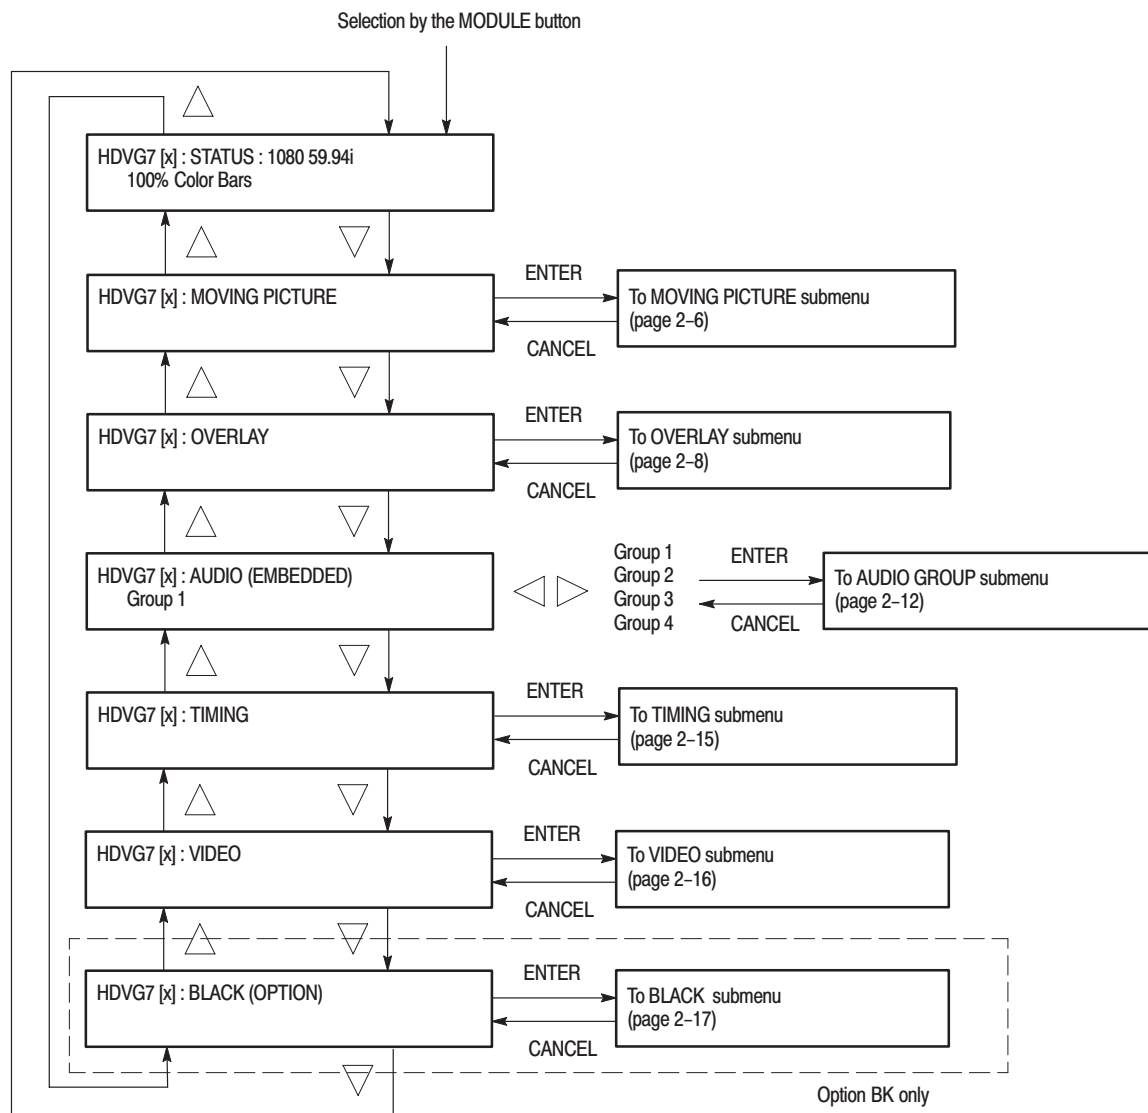 Selection by the MODULE button
HDVG7 [x] : STATUS : 1080 59.94i
100% Color Bars
HDVG7 [x] : MOVING PICTURE
ENTER
CANCEL
To MOVING PICTURE submenu
(page 2–6)
HDVG7 [x] : OVERLAY
ENTER
CANCEL
To OVERLAY submenu
(page 2–8)
HDVG7 [x] : AUDIO (EMBEDDED)
Group 1
Group 1
Group 2
Group 3
Group 4
ENTER
CANCEL
To AUDIO GROUP submenu
(page 2–12)
HDVG7 [x] : TIMING
ENTER
CANCEL
To TIMING submenu
(page 2–15)
HDVG7 [x] : VIDEO
ENTER
CANCEL
To VIDEO submenu
(page 2–16)
HDVG7 [x] : BLACK (OPTION)
ENTER
CANCEL
To BLACK submenu
(page 2–17)
Option BK only